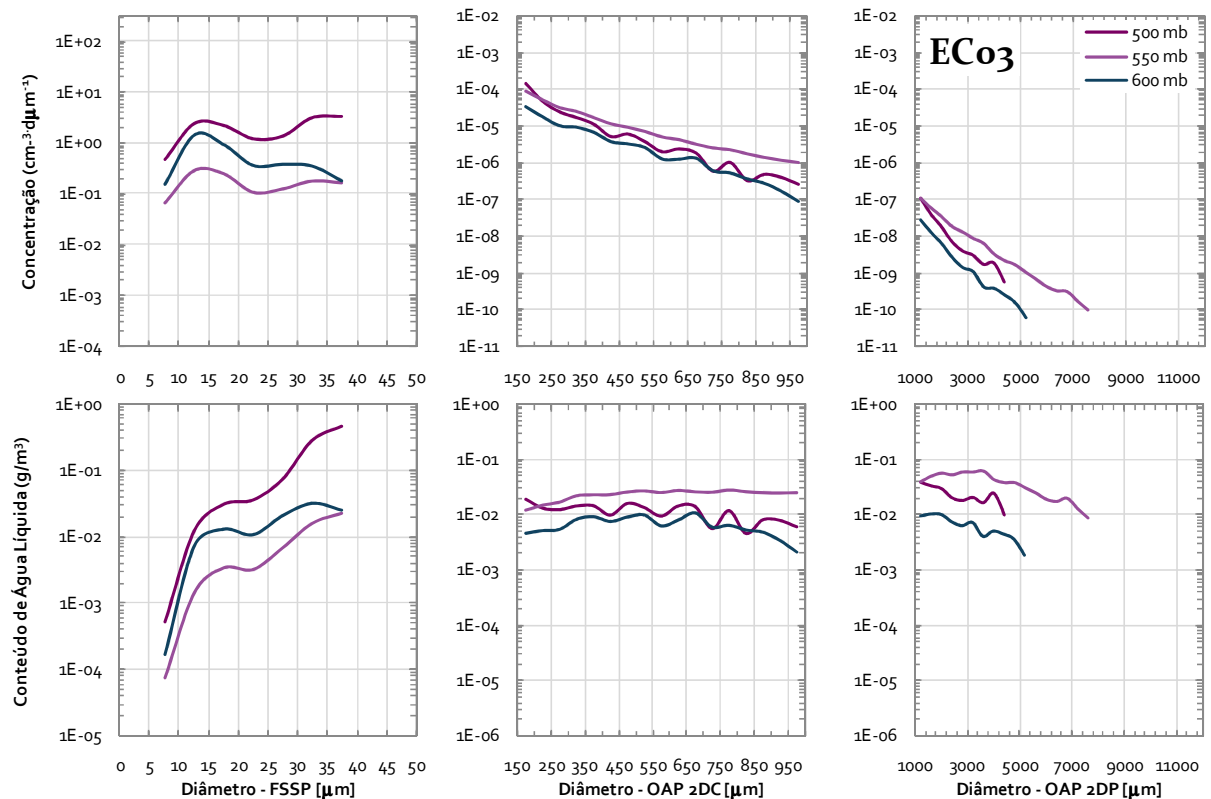 Concentração (cm-³·dμm-¹)
1E+02
1E+01
1E+00
1E-01
1E-02
1E-03
1E-04
0 5 10 15 20 25 30 35 40 45 50
1E-02
1E-03
1E-04
1E-05
1E-06
1E-07
1E-08
1E-09
1E-10
1E-11
150 250 350 450 550 650 750 850 950
EC03
500 mb
550 mb
600 mb
1E-02
1E-03
1E-04
1E-05
1E-06
1E-07
1E-08
1E-09
1E-10
1E-11
1000 3000 5000 7000 9000 11000
Conteúdo de Água Líquida (g/m³)
1E+00
1E-01
1E-02
1E-03
1E-04
1E-05
0 5 10 15 20 25 30 35 40 45 50
Diâmetro - FSSP [μm]
1E+00
1E-01
1E-02
1E-03
1E-04
1E-05
1E-06
150 250 350 450 550 650 750 850 950
Diâmetro - OAP 2DC [μm]
1E+00
1E-01
1E-02
1E-03
1E-04
1E-05
1E-06
1000 3000 5000 7000 9000 11000
Diâmetro - OAP 2DP [μm]